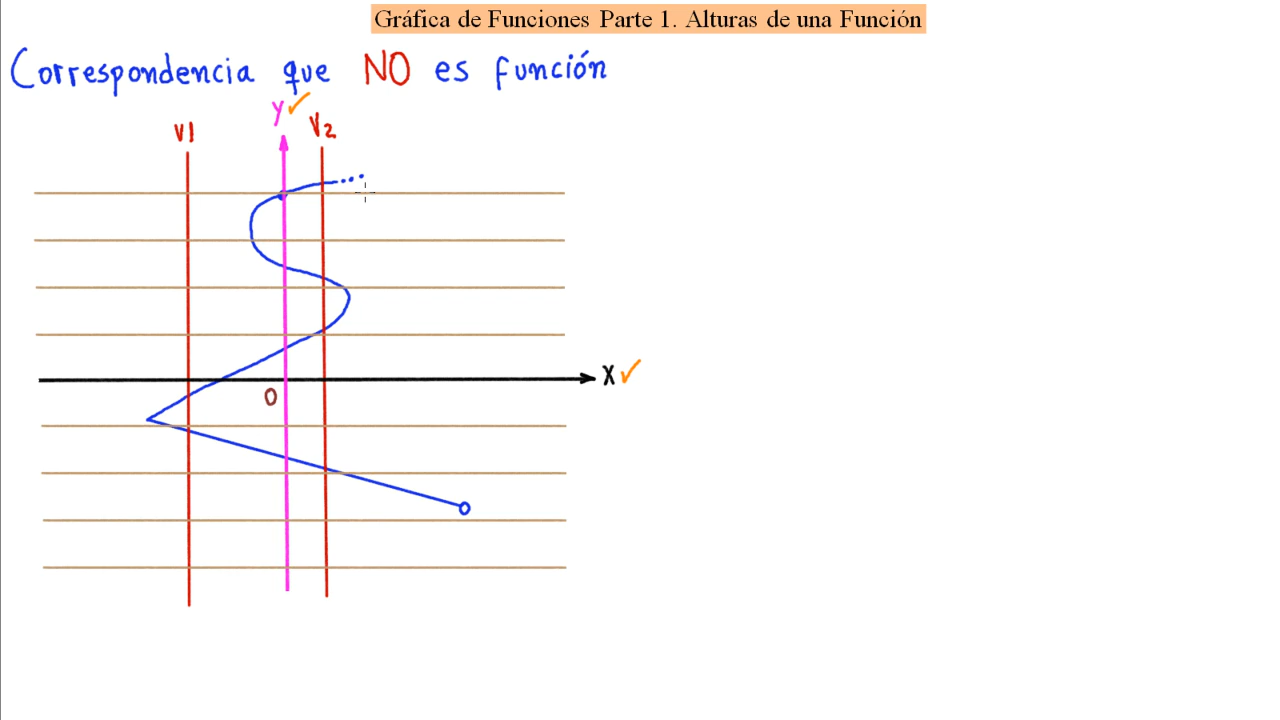 Gráfica de Funciones Parte 1. Alturas de una Función
Correspondencia que NO es función
Y
V1
V2
X
0